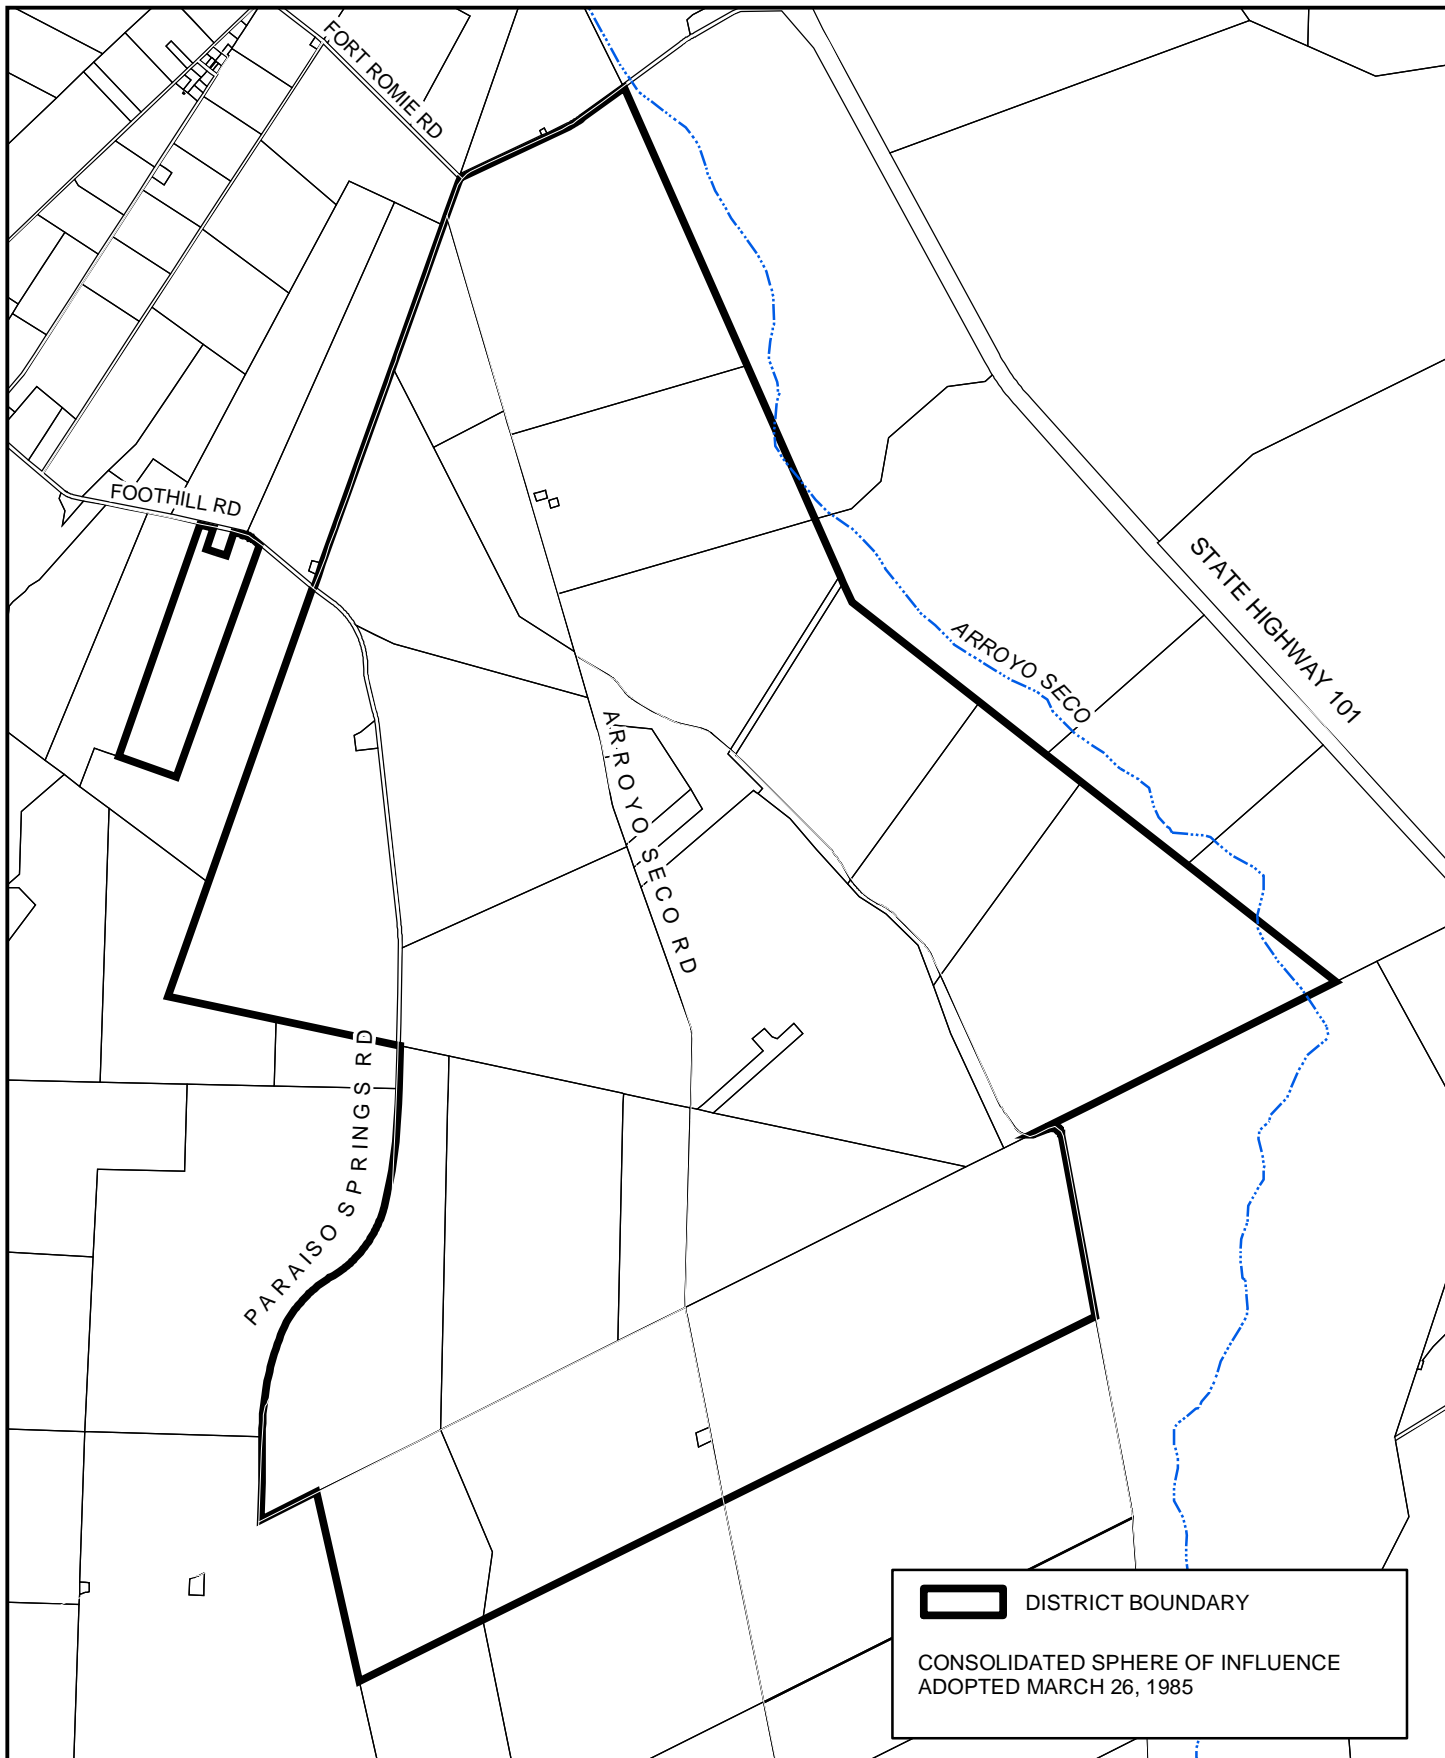 FORT ROMIE RD
FOOTHILL RD
STATE HIGHWAY 101
ARROYO SECO
ARROYO SECO RD
PARAISO SPRINGS RD
DISTRICT BOUNDARY
CONSOLIDATED SPHERE OF INFLUENCE
ADOPTED MARCH 26, 1985